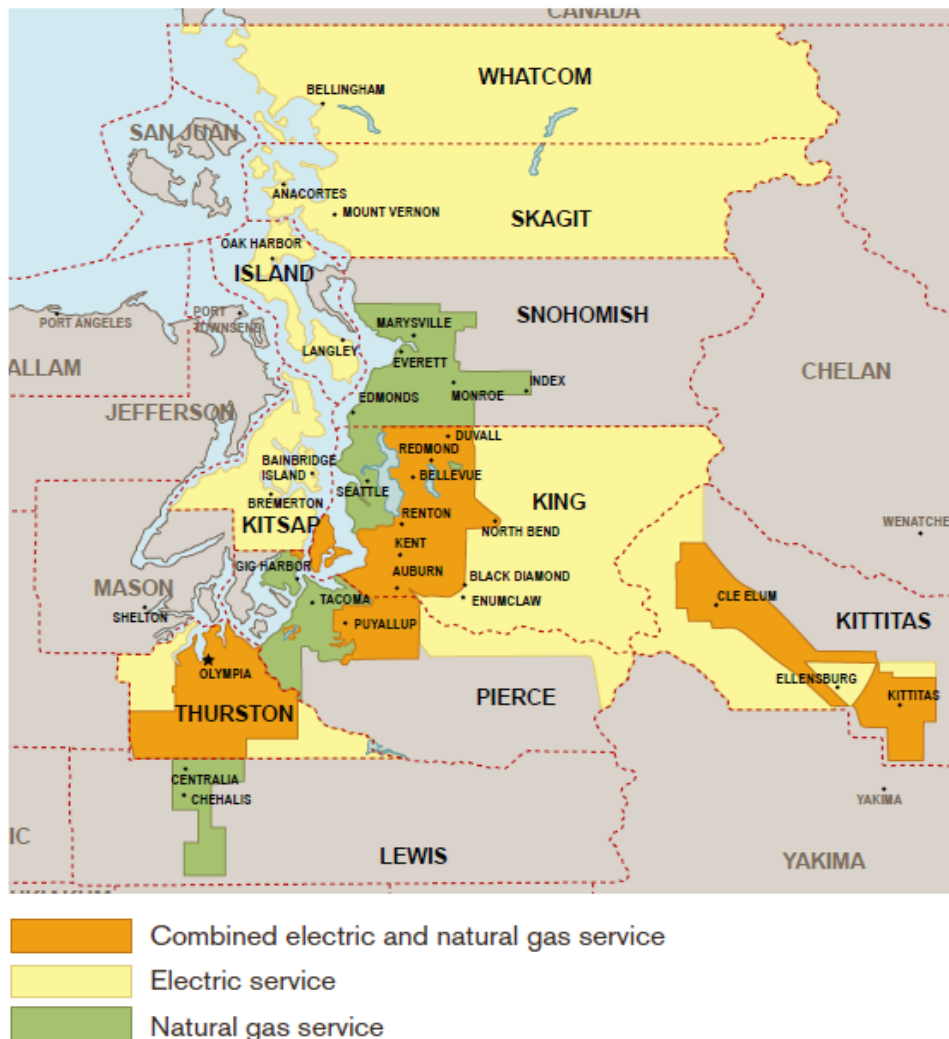 CANADA
WHATCOM
BELLINGHAM
SAN JUAN
ANACORTES
MOUNT VERNON
SKAGIT
OAK HARBOR
ISLAND
PORT ANGELES
PORT
TOWNSEND
SNOHOMISH
MARYSVILLE
LANGLEY
EVERETT
ALLAM
CHELAN
INDEX
MONROE
EDMONDS
JEFFERSON
DUVALL
REDMOND
BAINBRIDGE
ISLAND
BELLEVUE
SEATTLE
BREMERTON
KING
KITSAP
RENTON
NORTH BEND
WENATCHE
KENT
GIG HARBOR
AUBURN
BLACK DIAMOND
MASON
ENUMCLAW
CLE ELUM
SHELTON
TACOMA
PUYALLUP
KITTITAS
OLYMPIA
ELLENSBURG
PIERCE
KITTITAS
THURSTON
CENTRALIA
CHEHALIS
YAKIMA
IC
LEWIS
YAKIMA
Combined electric and natural gas service
Electric service
Natural gas service